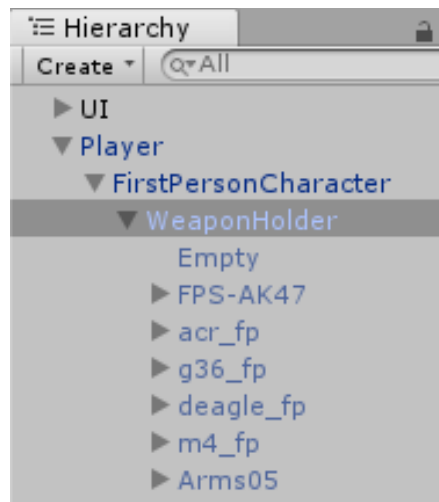 Hierarchy
Create All
UI
Player
FirstPersonCharacter
WeaponHolder
Empty
FPS-AK47
acr_fp
g36_fp
deagle_fp
m4_fp
Arms05